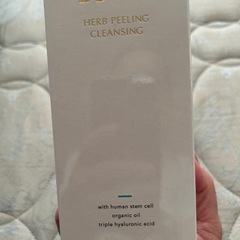 HERB PEELING
CLEANSING
with human stem cell
organic oil
triple hyaluronic acid